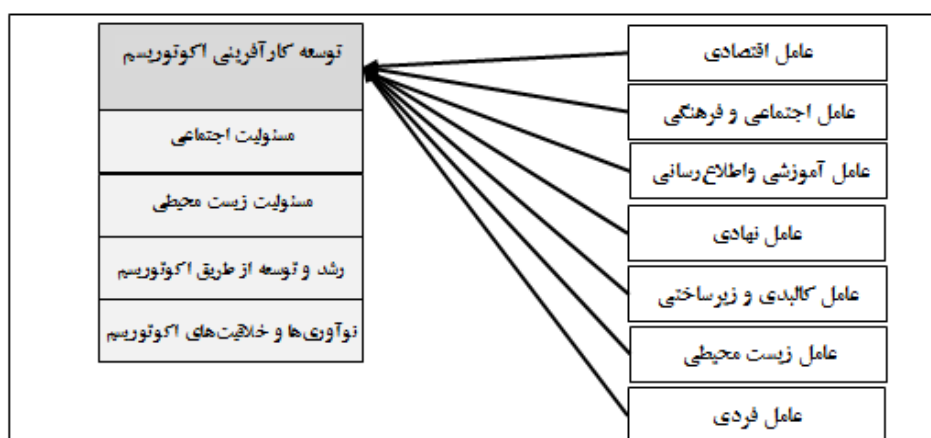 عامل اقتصادی
عامل اجتماعی و فرهنگی
عامل آموزشی واطلاع‌رسانی
عامل نهادی
عامل کالبدی و زیرساختی
عامل زیست محیطی
عامل فردی
توسعه کارآفرینی اکوتوریسم
مسئولیت اجتماعی
مسئولیت زیست محیطی
رشد و توسعه از طریق اکوتوریسم
نوآوری‌ها و خلاقیت‌های اکوتوریسم